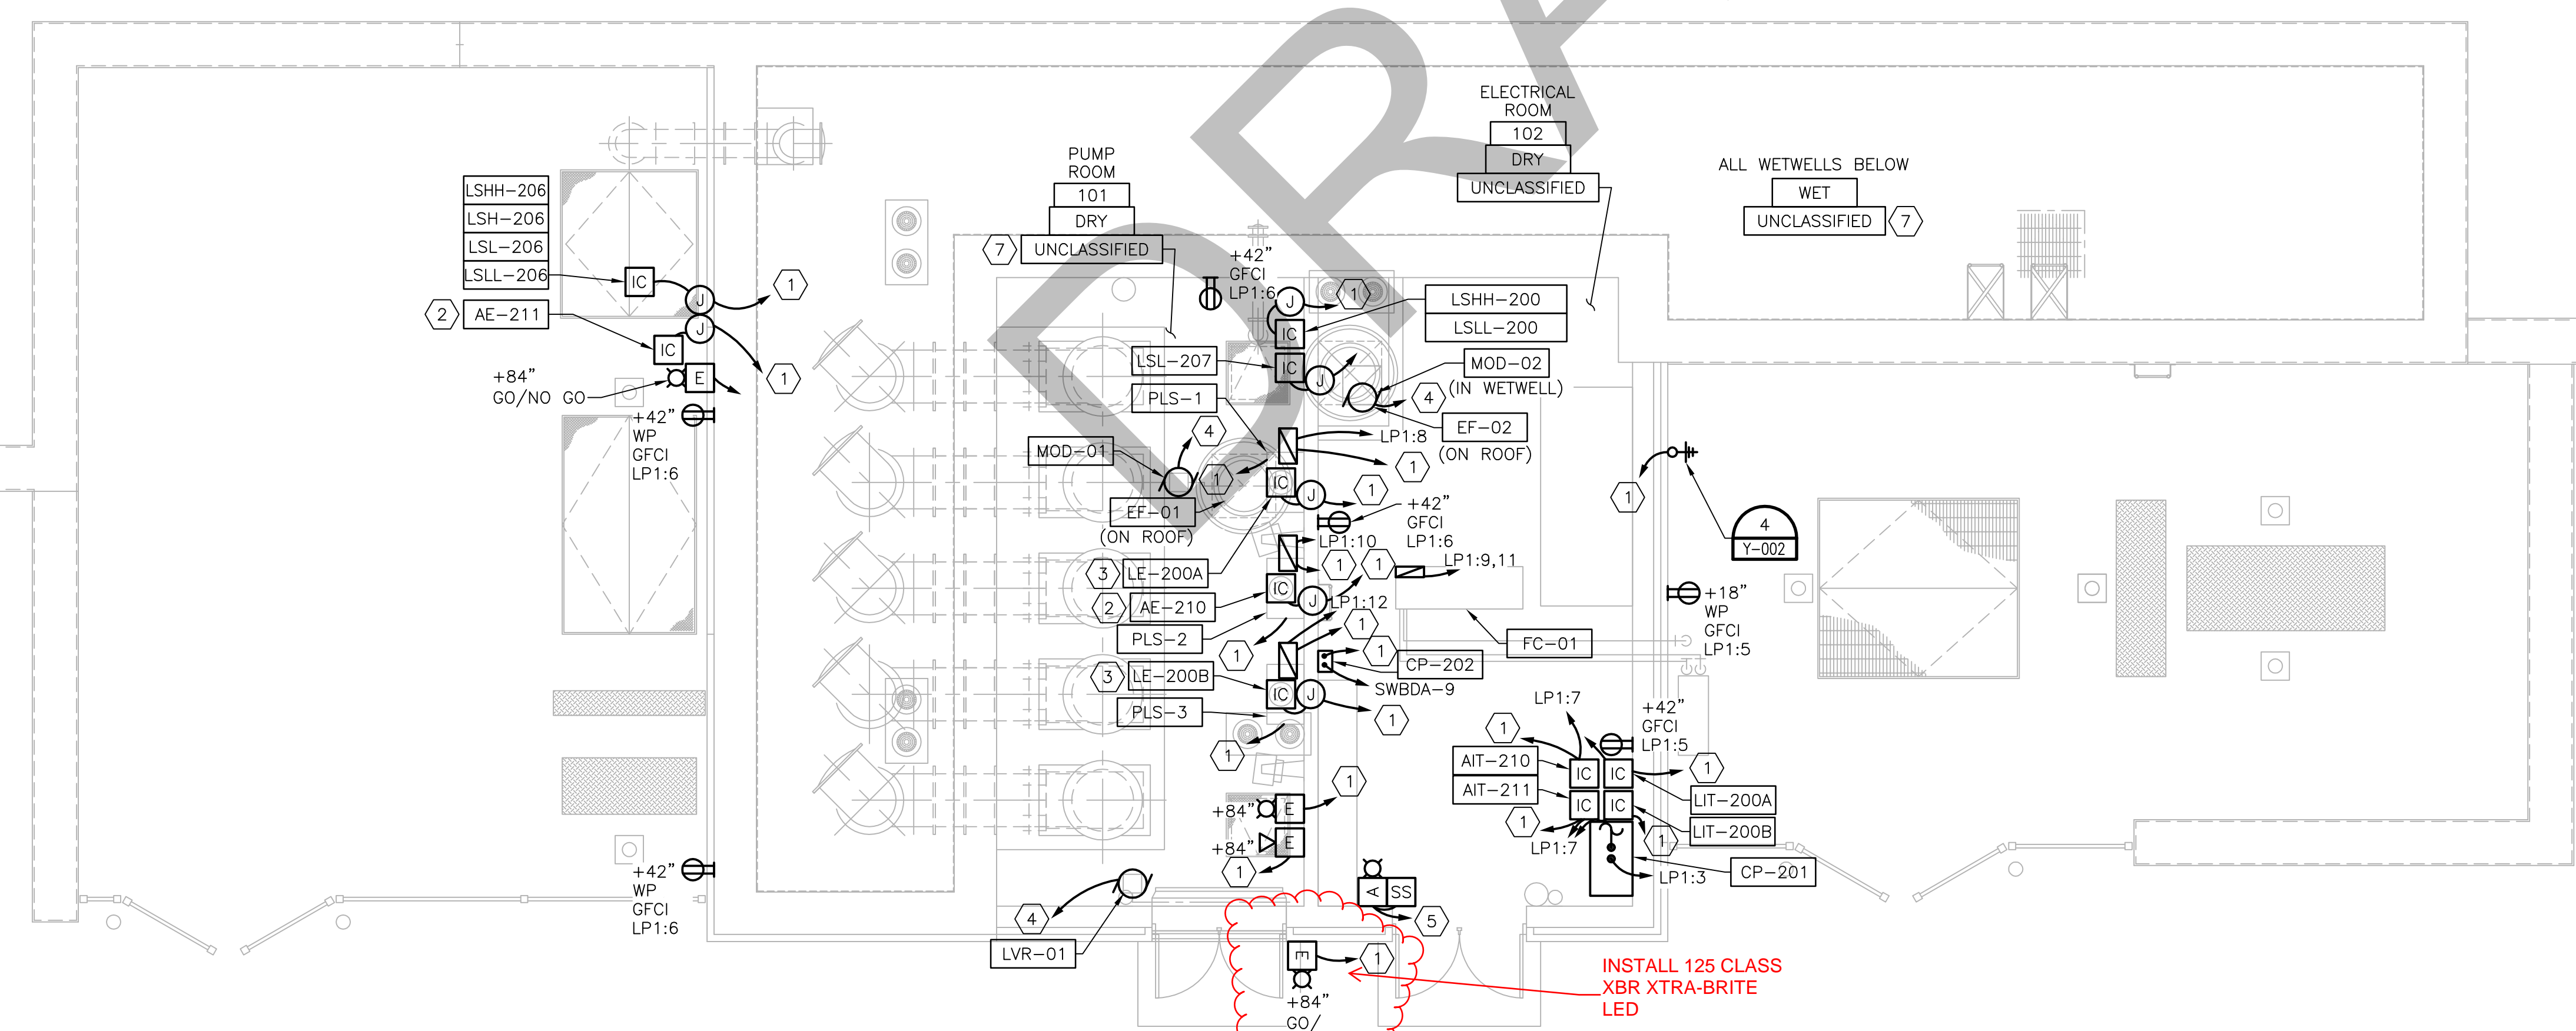 DRA
LSHH-206
LSH-206
LSL-206
LSLL-206
IC
J
1
2
AE-211
IC
J
1
E
+84"
GO/NO GO
+42"
WP
GFCI
LP1:6
+42"
WP
GFCI
LP1:6
PUMP
ROOM
101
DRY
7
UNCLASSIFIED
ELECTRICAL
ROOM
102
DRY
UNCLASSIFIED
ALL WETWELLS BELOW
WET
UNCLASSIFIED
7
+42"
GFCI
LP1:6
J
1
IC
LSHH-200
LSLL-200
LSL-207
IC
J
MOD-02
(IN WETWELL)
4
PLS-1
EF-02
(ON ROOF)
LP1:8
1
MOD-01
4
1
IC
J
1
EF-01
(ON ROOF)
+42"
GFCI
LP1:6
LP1:10
1
1
LP1:9,11
3
LE-200A
IC
J
2
AE-210
LP1:12
PLS-2
1
1
1
CP-202
SWBDA-9
FC-01
3
LE-200B
IC
J
PLS-3
1
1
1
4
Y-002
+18"
WP
GFCI
LP1:5
LP1:7
+42"
GFCI
LP1:5
1
AIT-210
IC
IC
1
AIT-211
IC
IC
LIT-200A
1
LIT-200B
1
LP1:7
CP-201
LP1:3
+84"
E
1
+84"
E
1
A
SS
5
4
LVR-01
E
1
+84"
GO/
INSTALL 125 CLASS
XBR XTRA-BRITE
LED